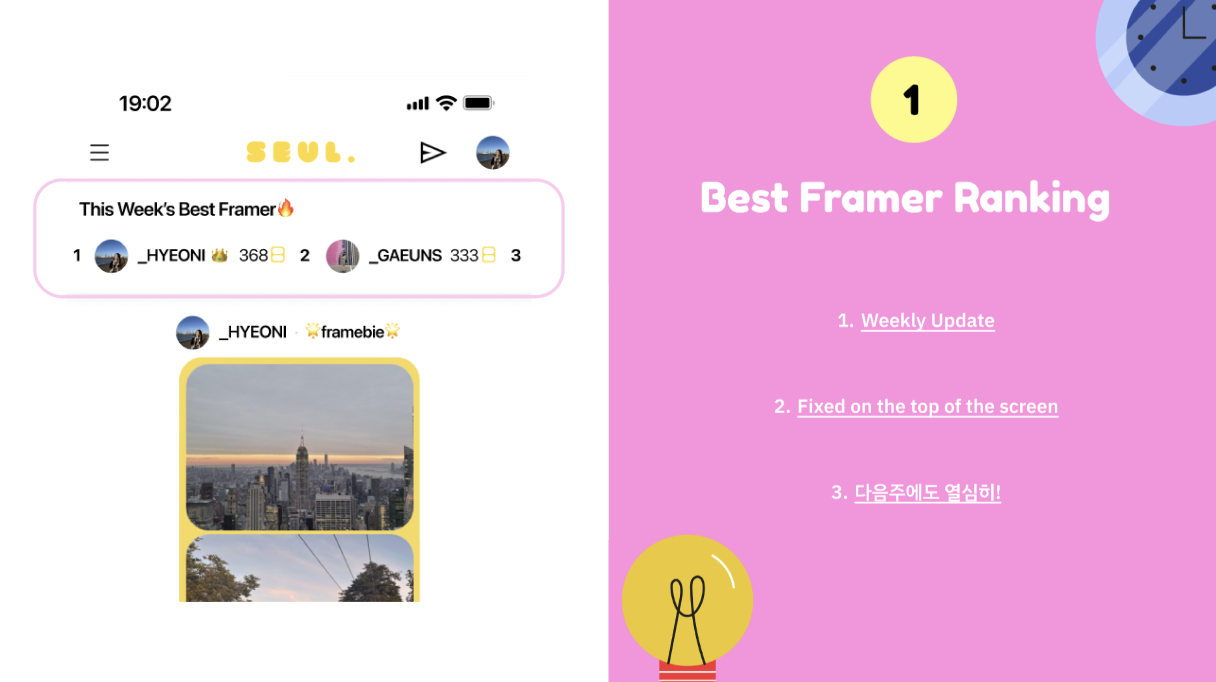 19:02
SEUL.
This Week's Best Framer🔥
1 _HYEONI 👑 368 2 _GAEUNS 333 3
_HYEONI · 🌟framebie🌟
1
Best Framer Ranking
1. Weekly Update
2. Fixed on the top of the screen
3. 다음주에도 열심히!